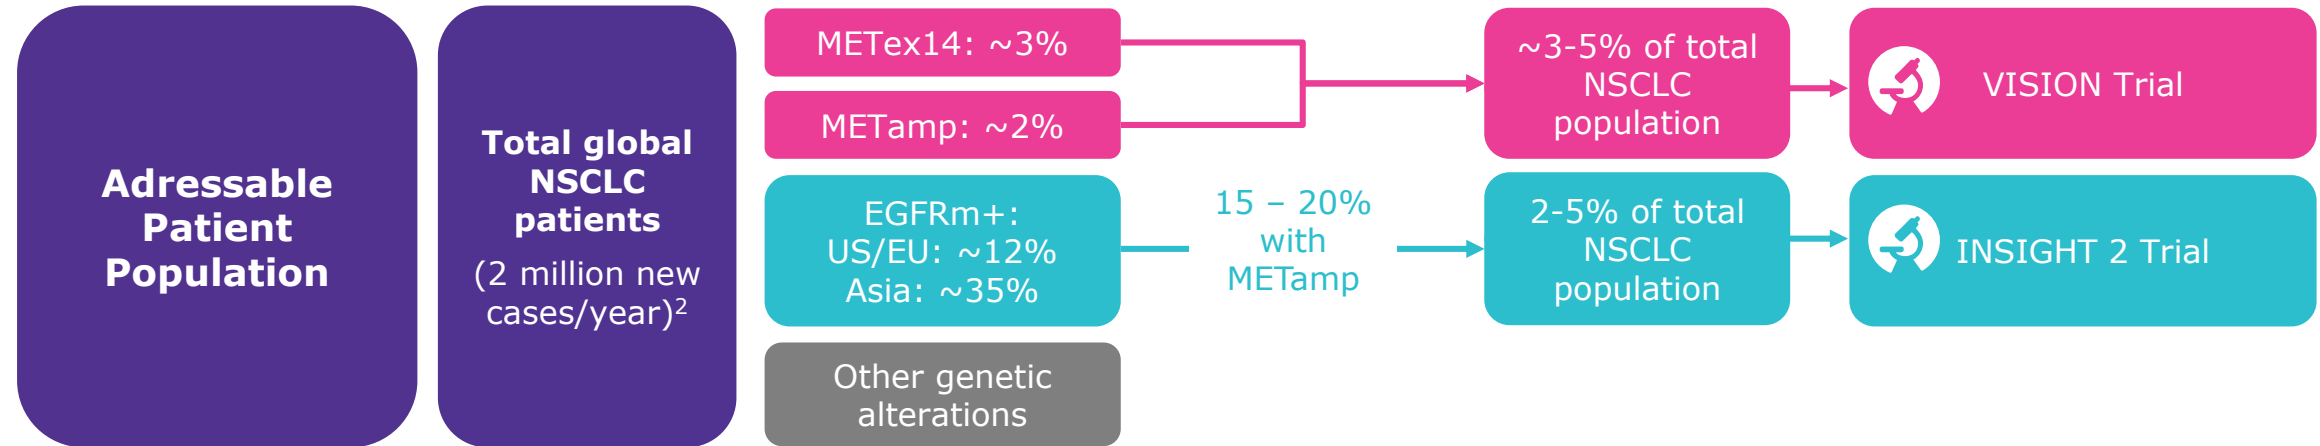 Adressable
Patient
Population
Total global
NSCLC
patients
(2 million new
cases/year)2
METex14: ~3%
METamp: ~2%
EGFRm+:
US/EU: ~12%
Asia: ~35%
Other genetic
alterations
15 – 20%
with
METamp
~3-5% of total
NSCLC
population
2-5% of total
NSCLC
population
VISION Trial
INSIGHT 2 Trial